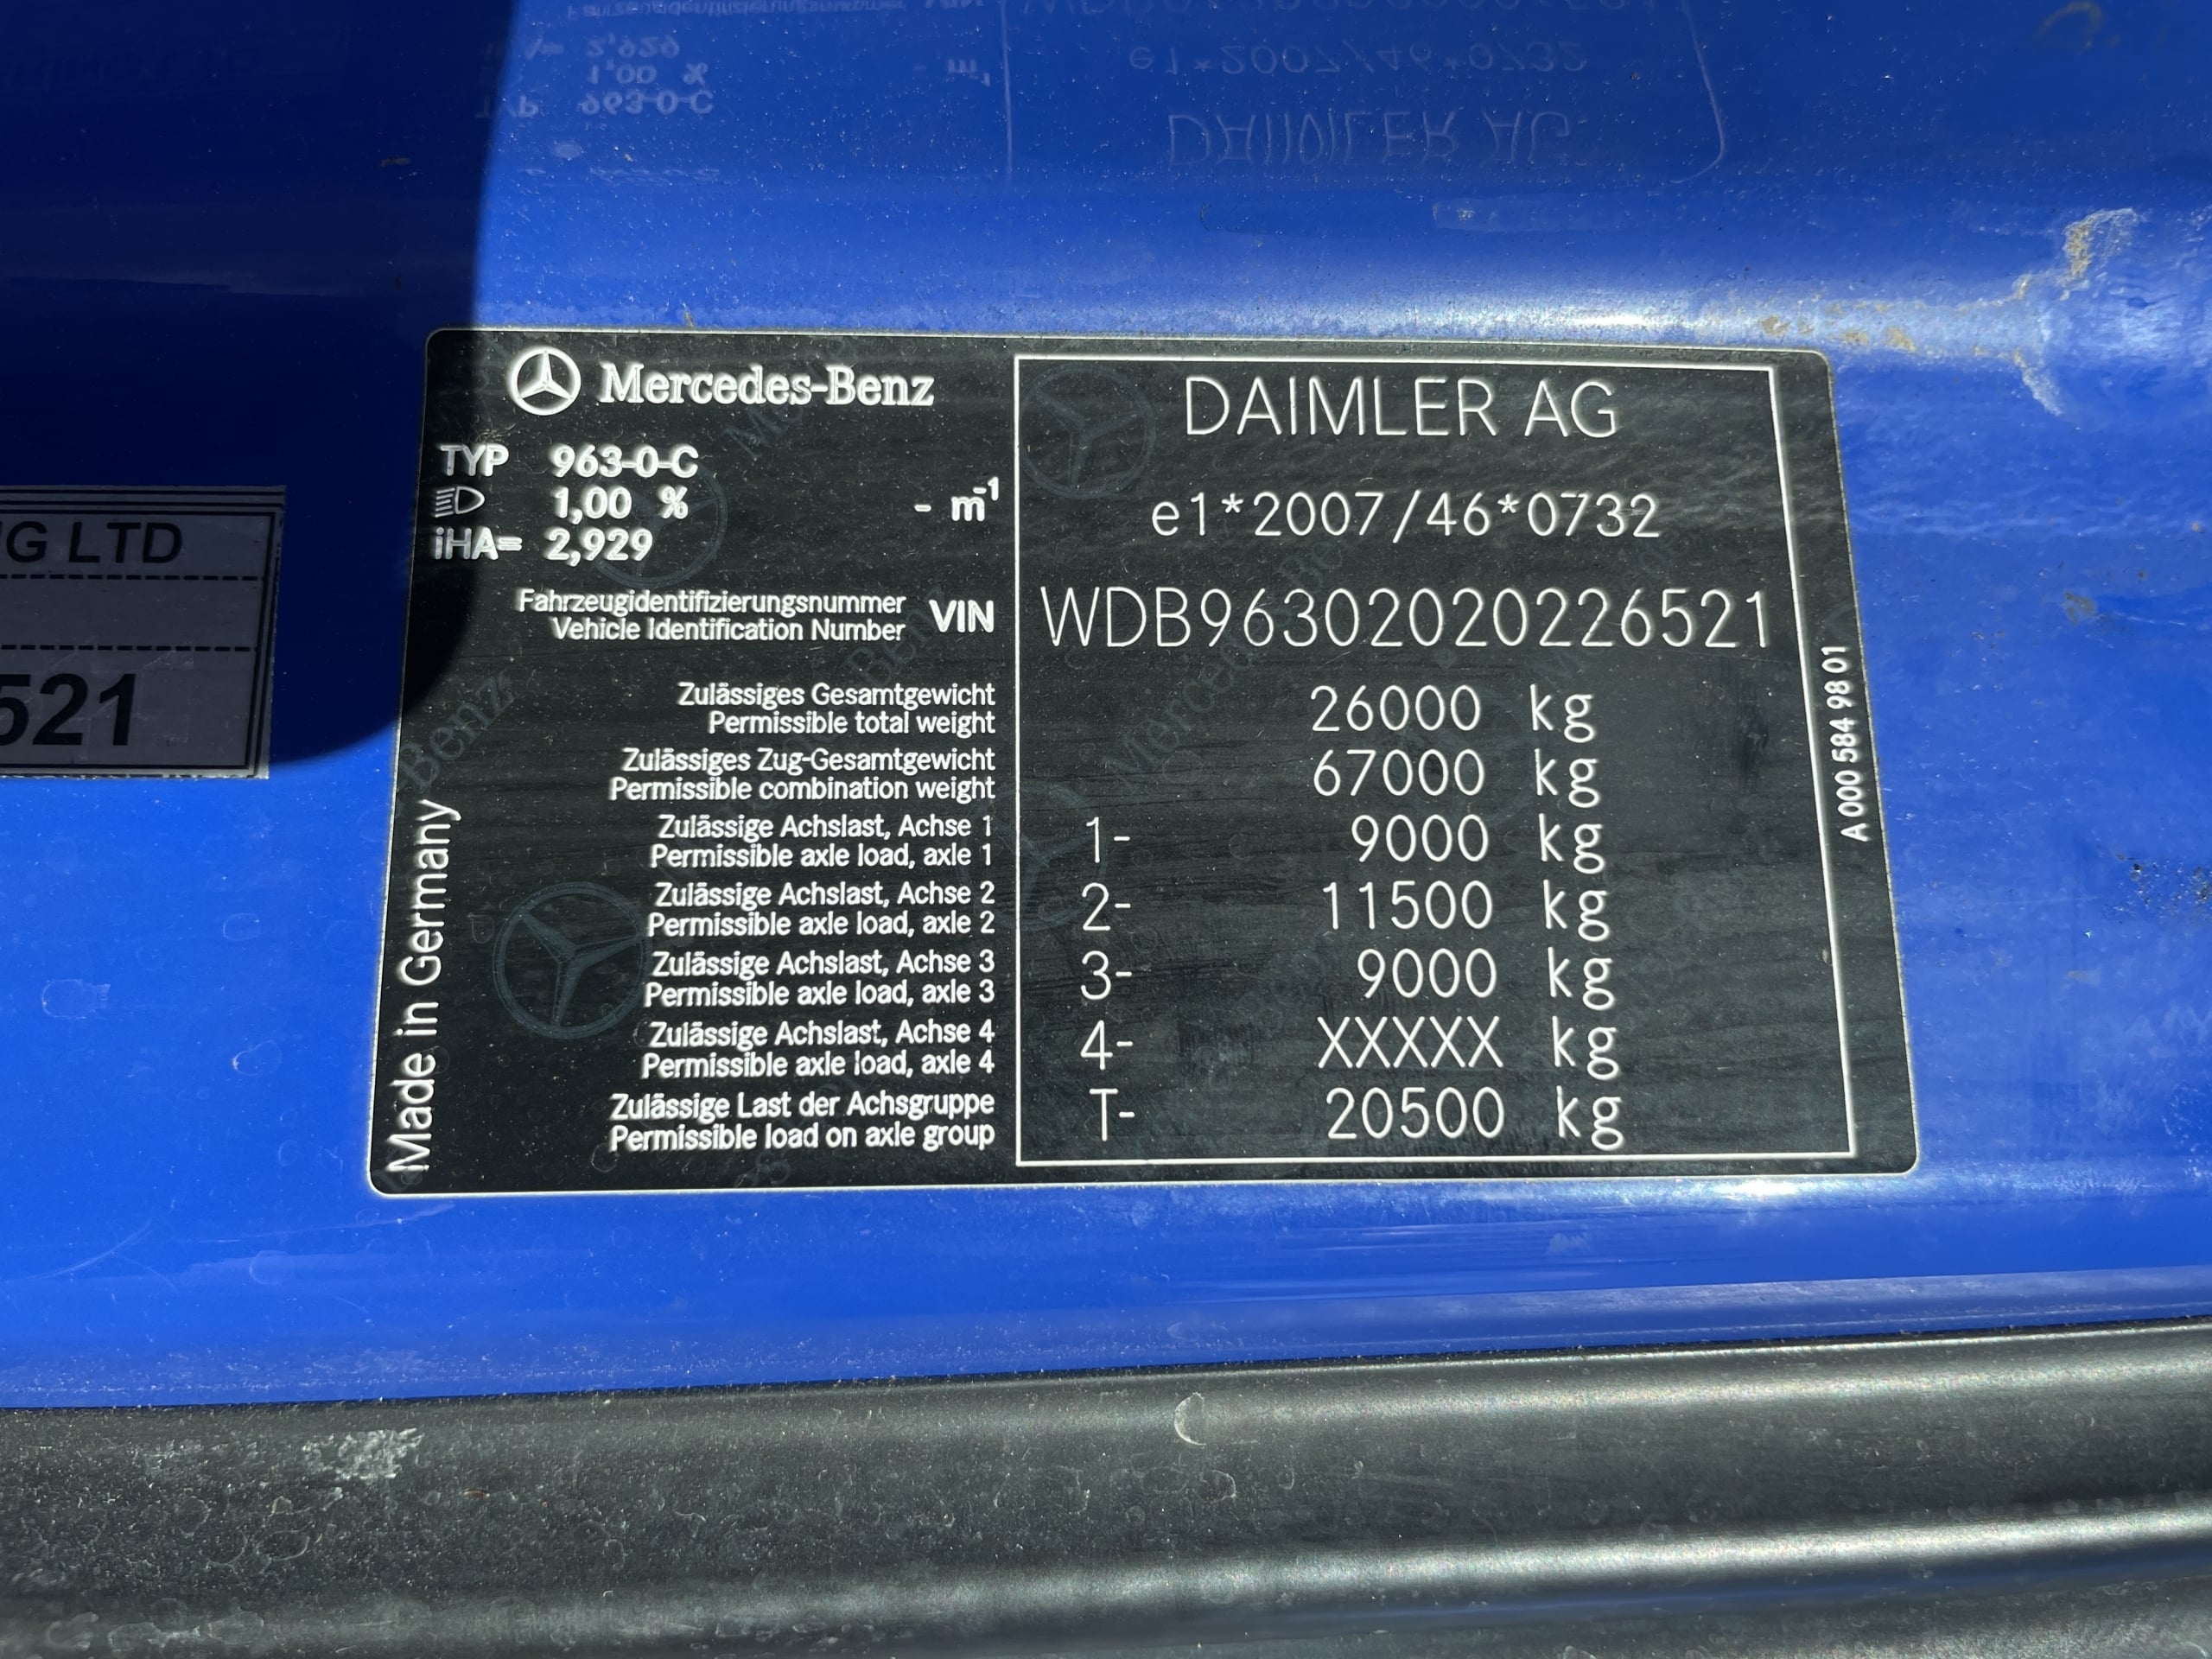 Mercedes-Benz
TYP 963-0-C
1,00 % - m-1
iHA= 2,929
Fahrzeugidentifizierungsnummer
Vehicle Identification Number
VIN
Zulässiges Gesamtgewicht
Permissible total weight
Zulässiges Zug-Gesamtgewicht
Permissible combination weight
Zulässige Achslast, Achse 1
Permissible axle load, axle 1
Zulässige Achslast, Achse 2
Permissible axle load, axle 2
Zulässige Achslast, Achse 3
Permissible axle load, axle 3
Zulässige Achslast, Achse 4
Permissible axle load, axle 4
Zulässige Last der Achsgruppe
Permissible load on axle group
Made in Germany
DAIMLER AG
e1*2007/46*0732
WDB96302020226521
26000 kg
67000 kg
1- 9000 kg
2- 11500 kg
3- 9000 kg
4- XXXXX kg
T- 20500 kg
A 000 584 98 01
LTD
521